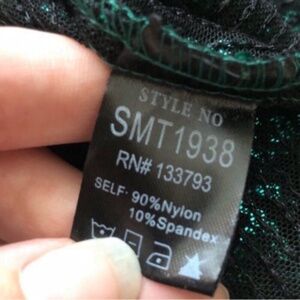 STYLE NO
SMT1938
RN# 133793
SELF: 90%Nylon
10%Spandex